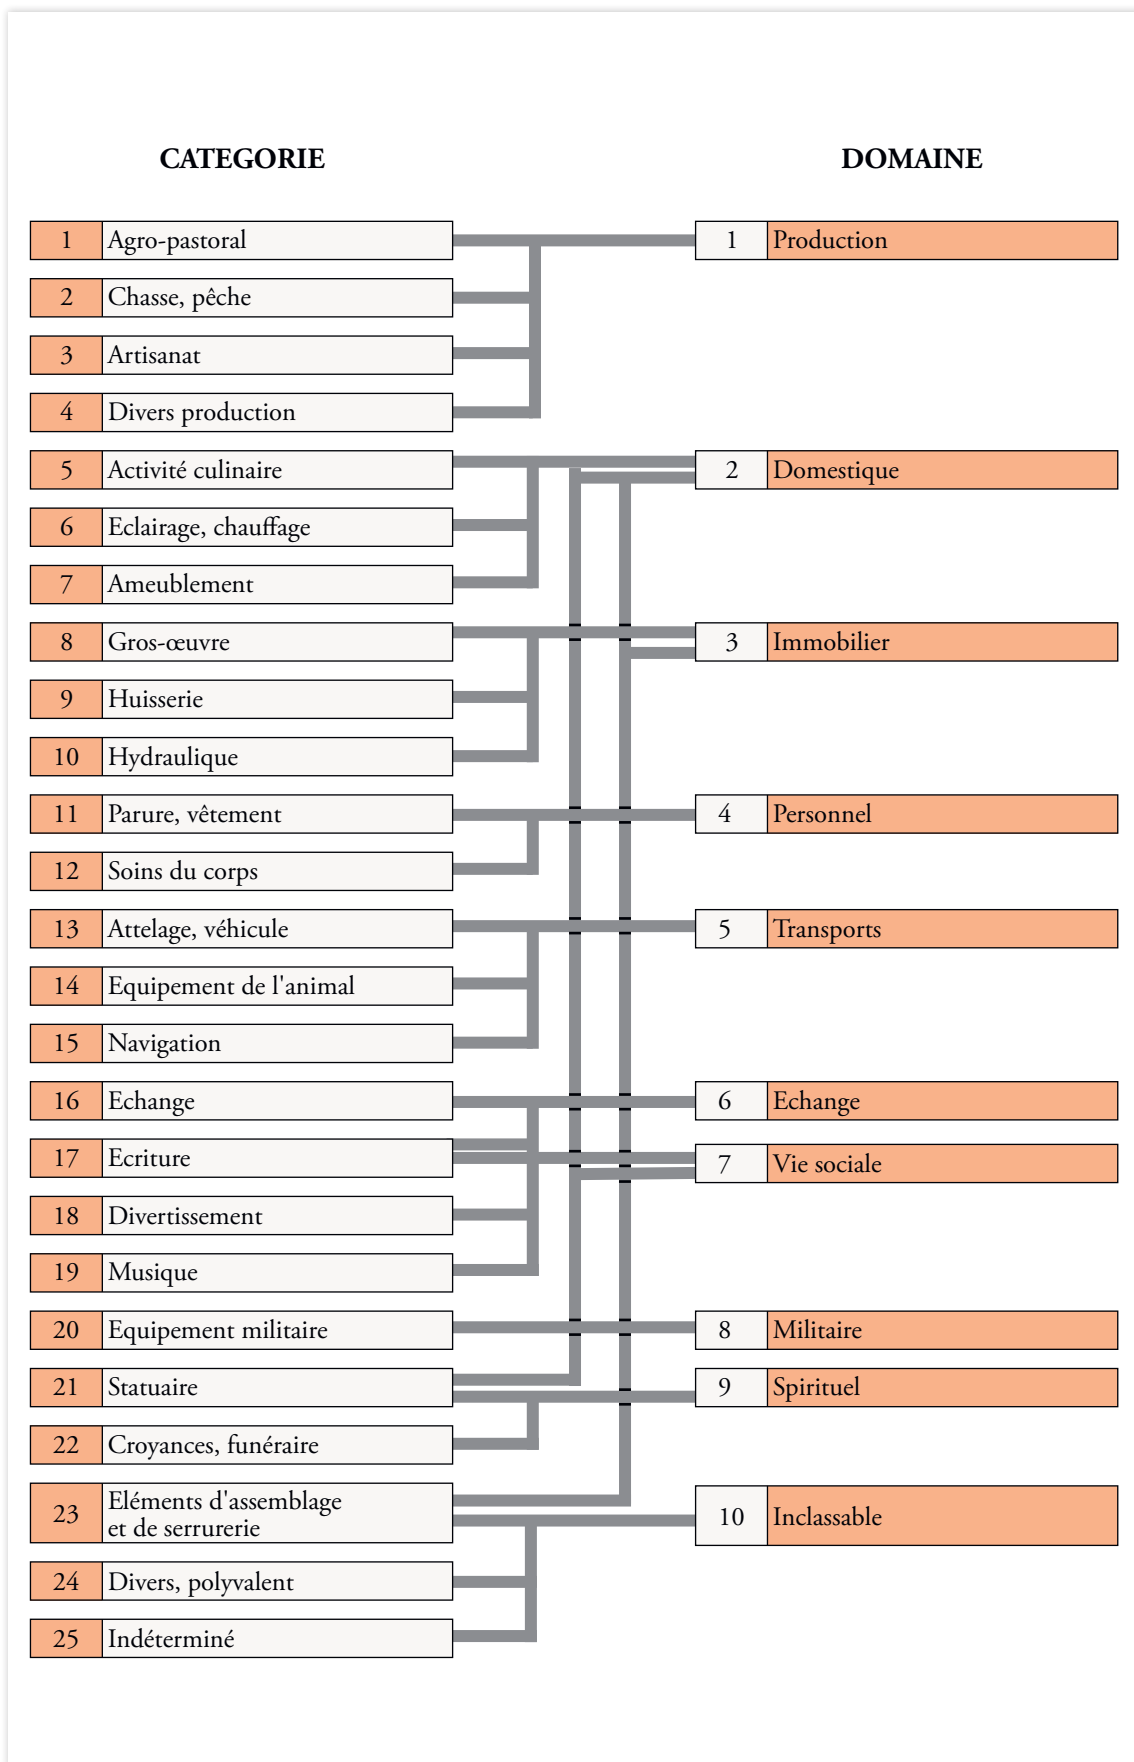 CATEGORIE
DOMAINE
1 Agro-pastoral
1 Production
2 Chasse, pêche
3 Artisanat
4 Divers production
5 Activité culinaire
2 Domestique
6 Eclairage, chauffage
7 Ameublement
8 Gros-œuvre
3 Immobilier
9 Huisserie
10 Hydraulique
11 Parure, vêtement
4 Personnel
12 Soins du corps
13 Attelage, véhicule
5 Transports
14 Equipement de l'animal
15 Navigation
16 Echange
6 Echange
17 Ecriture
7 Vie sociale
18 Divertissement
19 Musique
20 Equipement militaire
8 Militaire
21 Statuaire
9 Spirituel
22 Croyances, funéraire
23 Eléments d'assemblage
et de serrurerie
10 Inclassable
24 Divers, polyvalent
25 Indéterminé